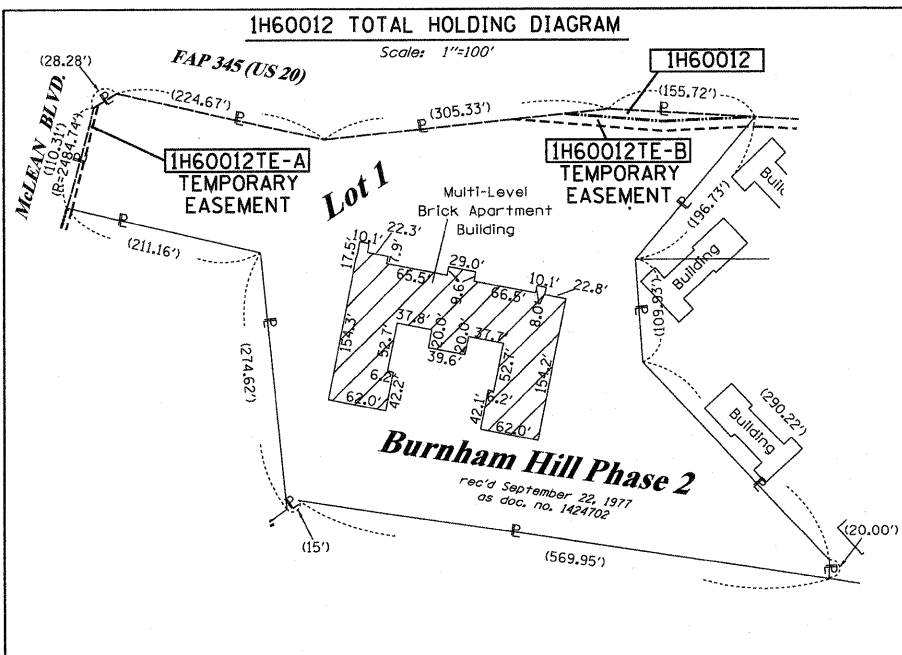 1H60012 TOTAL HOLDING DIAGRAM
Scale: 1"=100'
FAP 345 (US 20)
(28.28')
1H60012
(155.72')
(224.67')
(305.33')
McLEAN BLVD.
(110.31')
(R=2484.74')
1H60012TE-A
TEMPORARY
EASEMENT
1H60012TE-B
TEMPORARY
EASEMENT
Lot 1
Multi-Level
Brick Apartment
Building
Build
(196.73')
Building
(211.16')
17.5'
10.1'
22.3'
7.9'
65.5'
29.0'
9.6'
66.5'
10.1'
22.8'
8.0'
(109.53')
154.3'
37.8'
20.0'
20.0'
37.7'
52.7'
39.6'
52.7'
154.2'
(274.62')
6.2'
6.2'
62.0'
42.2'
42.1'
62.0'
(290.22')
Building
Burnham Hill Phase 2
rec'd September 22, 1977
as doc. no. 1424702
(15')
(569.95')
(20.00')